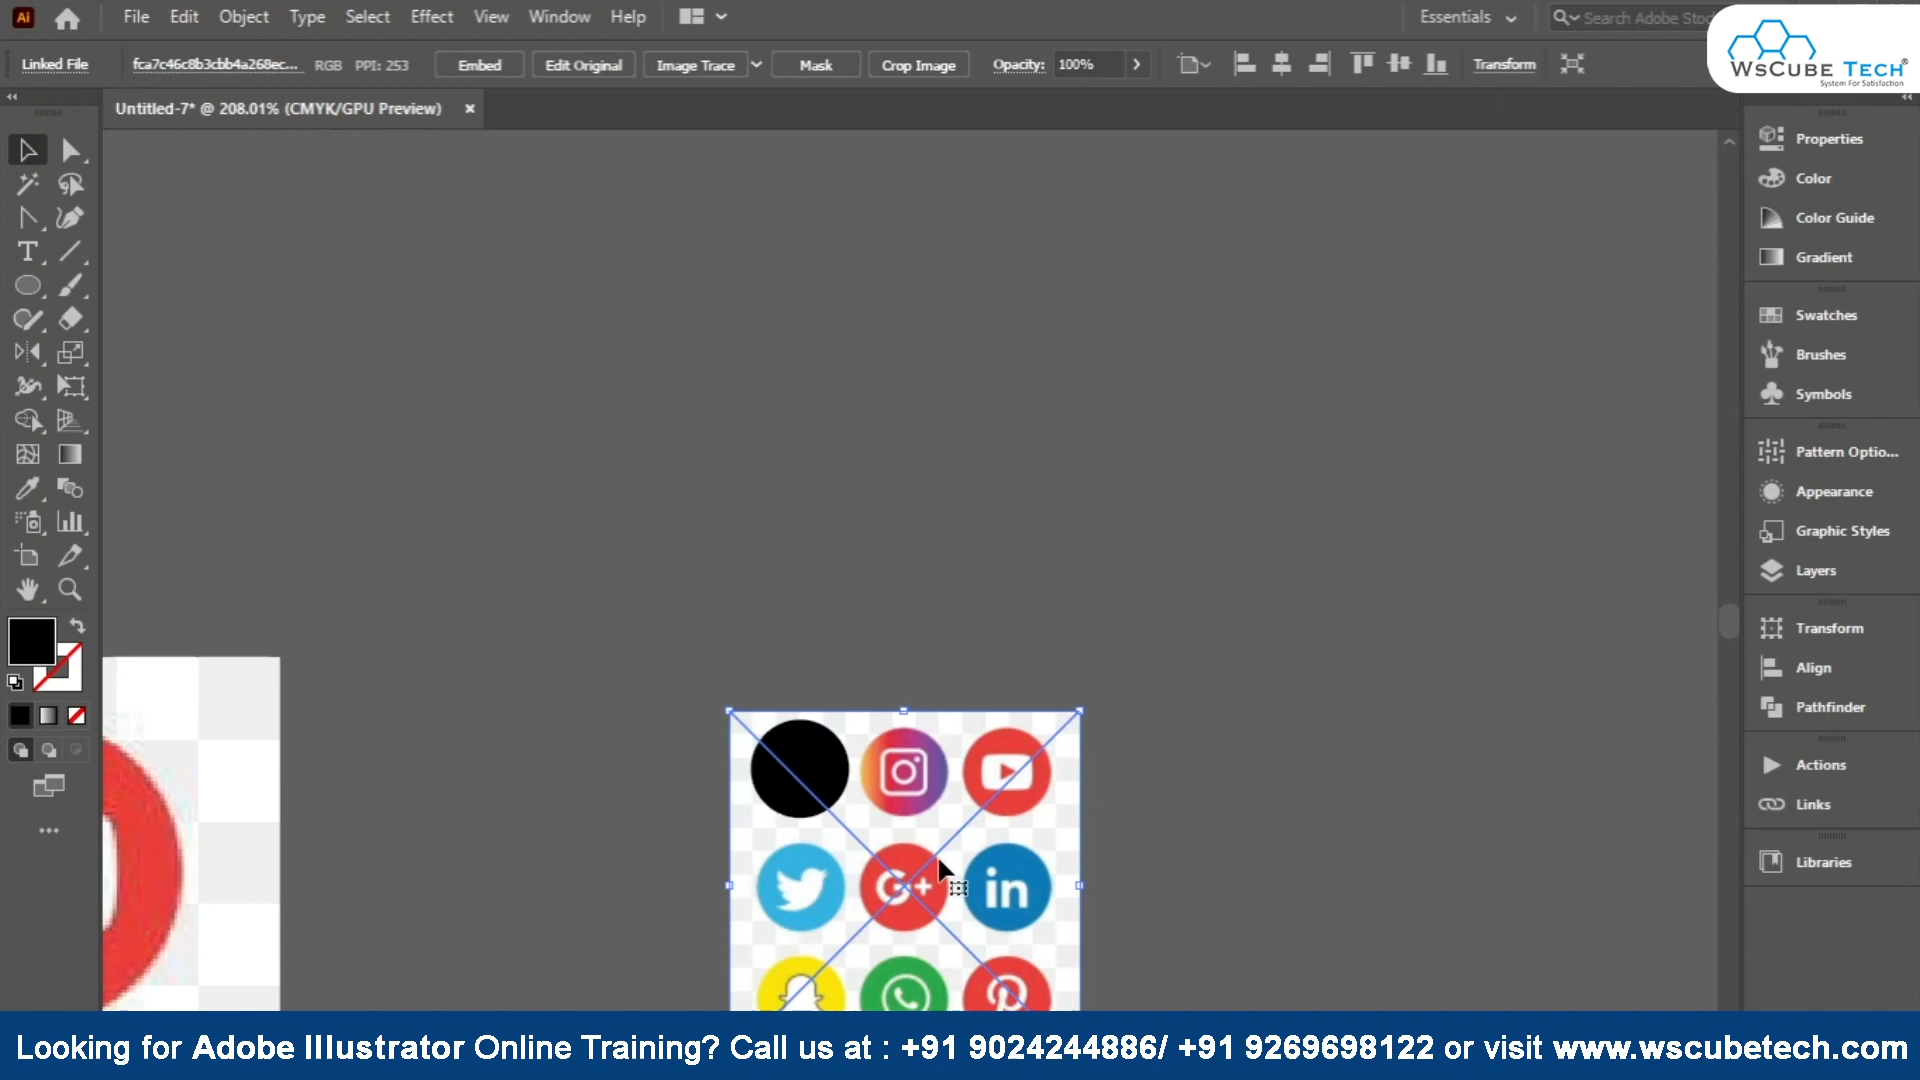 Ai File Edit Object Type Select Effect View Window Help Essentials Search Adobe Stoc
WsCube Tech®
System For Satisfaction
Linked File fca7c46c8b3cbb4a268ec... RGB PPI: 253 Embed Edit Original Image Trace Mask Crop Image Opacity: 100% Transform
Untitled-7* @ 208.01% (CMYK/GPU Preview) ×
Properties
Color
Color Guide
Gradient
Swatches
Brushes
Symbols
Pattern Optio...
Appearance
Graphic Styles
Layers
Transform
Align
Pathfinder
Actions
Links
Libraries
G+ in
Looking for Adobe Illustrator Online Training? Call us at : +91 9024244886/ +91 9269698122 or visit www.wscubetech.com